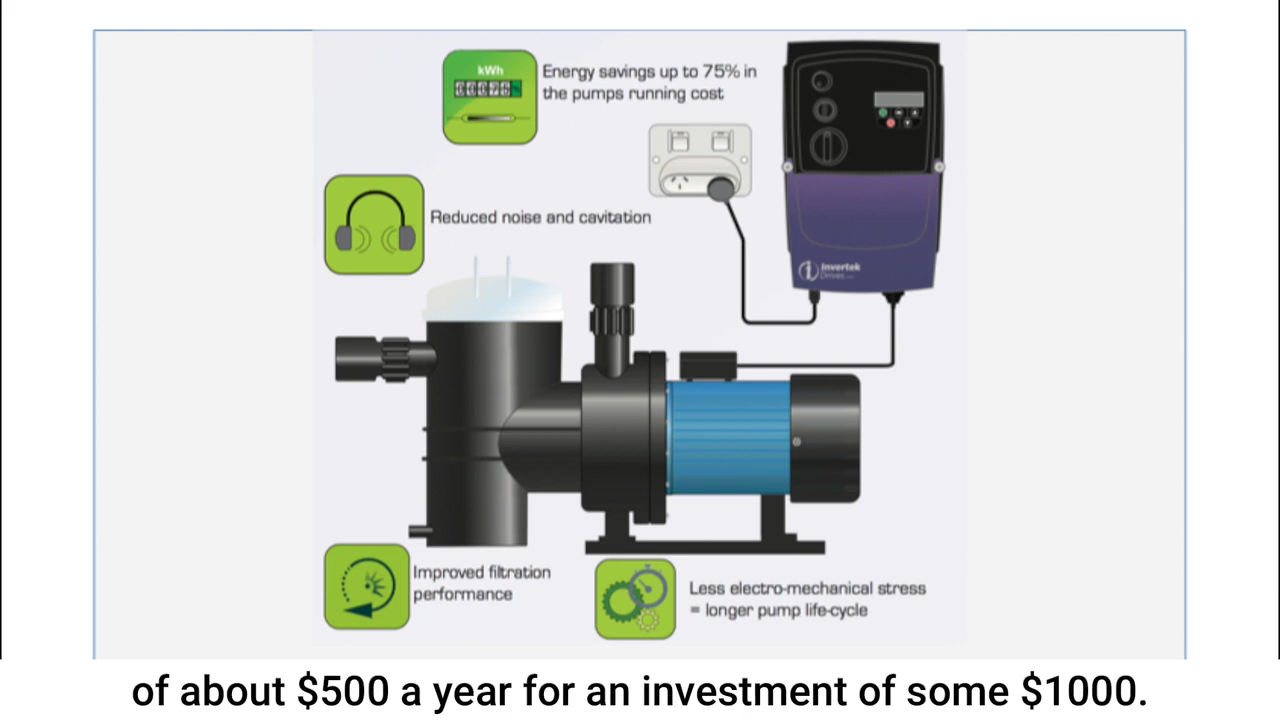 kWh
Energy savings up to 75% in
the pumps running cost
Reduced noise and cavitation
Invertek
Drives
Improved filtration
performance
Less electro-mechanical stress
= longer pump life-cycle
of about $500 a year for an investment of some $1000.